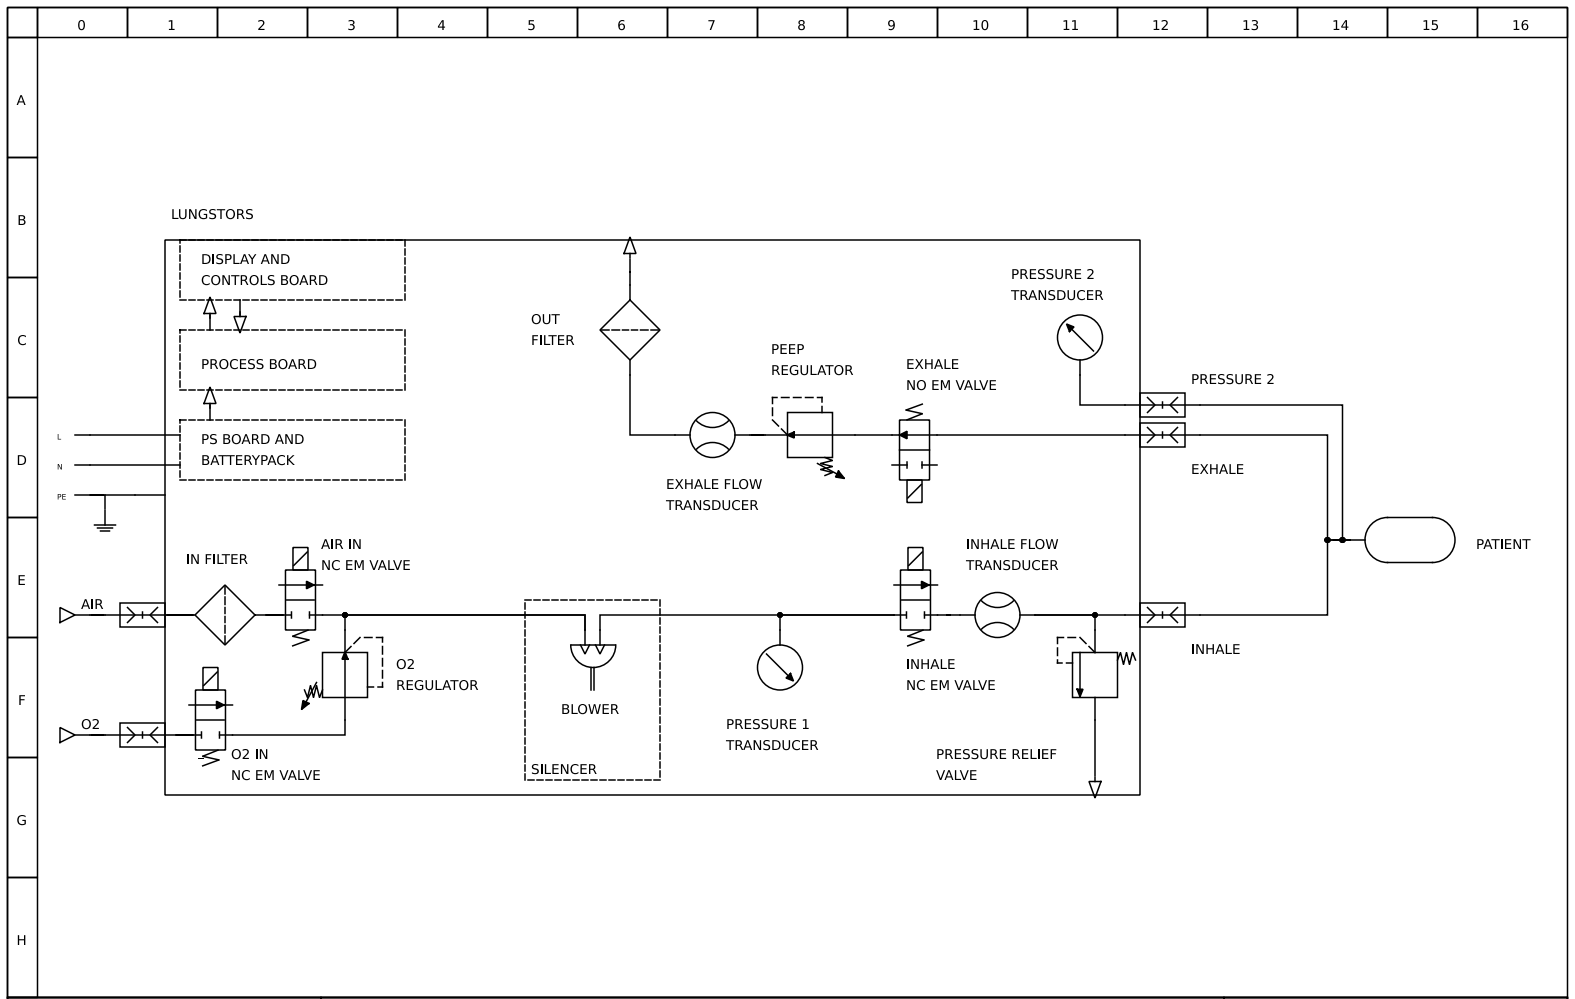 0 1 2 3 4 5 6 7 8 9 10 11 12 13 14 15 16
A
B
LUNGSTORS
DISPLAY AND
CONTROLS BOARD
PRESSURE 2
TRANSDUCER
C
OUT
FILTER
PROCESS BOARD
PEEP
REGULATOR
EXHALE
NO EM VALVE
PRESSURE 2
D
L
N
PE
PS BOARD AND
BATTERYPACK
EXHALE FLOW
TRANSDUCER
EXHALE
E
IN FILTER
AIR IN
NC EM VALVE
INHALE FLOW
TRANSDUCER
PATIENT
AIR
INHALE
F
O2
REGULATOR
INHALE
NC EM VALVE
BLOWER
O2
PRESSURE 1
TRANSDUCER
O2 IN
NC EM VALVE
SILENCER
PRESSURE RELIEF
VALVE
G
H